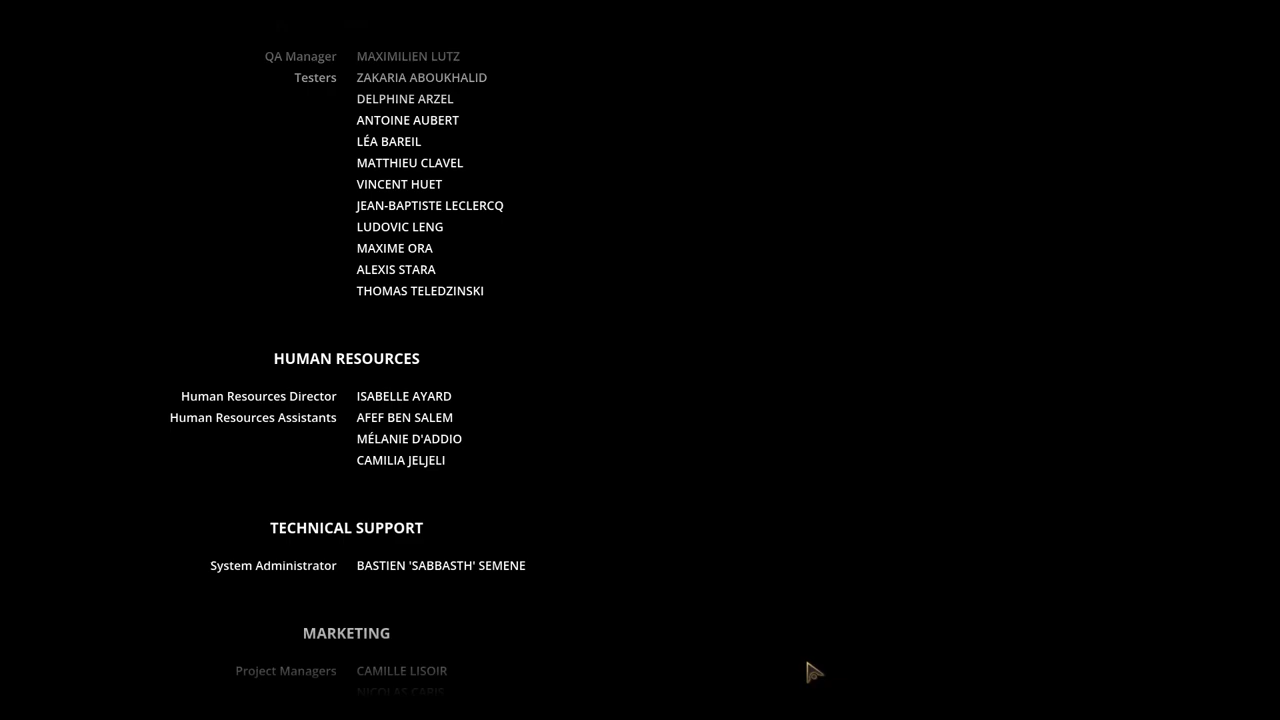 QA Manager MAXIMILIEN LUTZ
Testers ZAKARIA ABOUKHALID
DELPHINE ARZEL
ANTOINE AUBERT
LÉA BAREIL
MATTHIEU CLAVEL
VINCENT HUET
JEAN-BAPTISTE LECLERCQ
LUDOVIC LENG
MAXIME ORA
ALEXIS STARA
THOMAS TELEDZINSKI
HUMAN RESOURCES
Human Resources Director ISABELLE AYARD
Human Resources Assistants AFEF BEN SALEM
MÉLANIE D'ADDIO
CAMILIA JELJELI
TECHNICAL SUPPORT
System Administrator BASTIEN 'SABBASTH' SEMENE
MARKETING
Project Managers CAMILLE LISOIR
NICOLAS